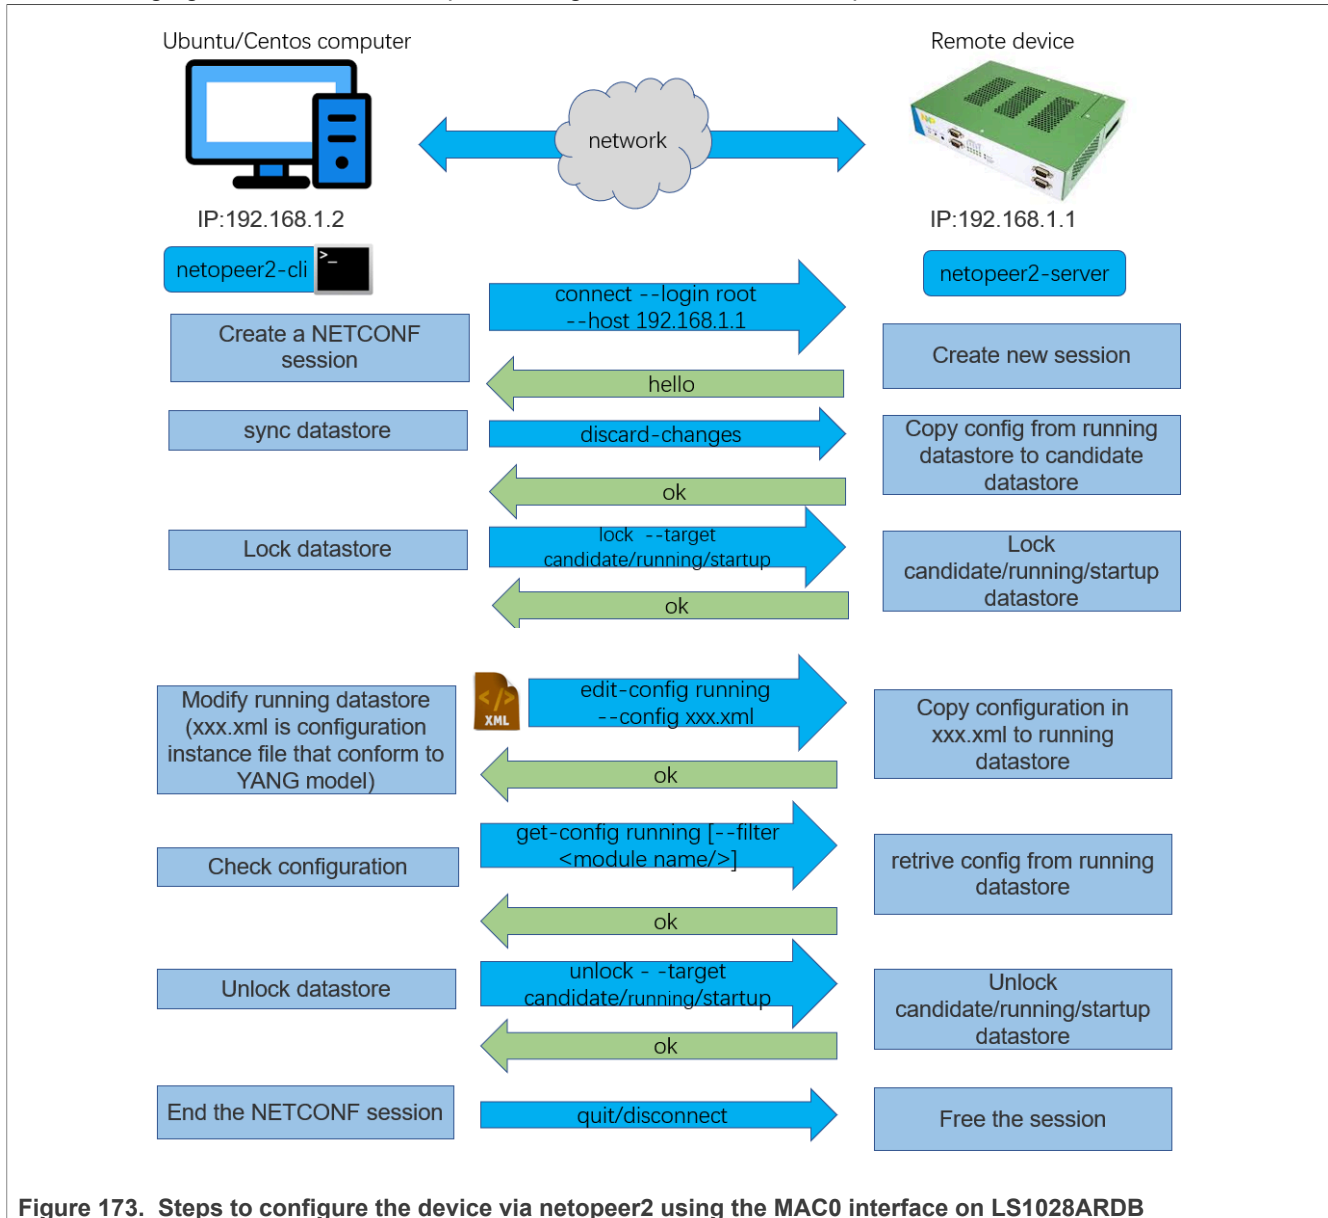 Ubuntu/Centos computer
Remote device
network
IP:192.168.1.2
IP:192.168.1.1
netopeer2-cli
>_
netopeer2-server
connect --login root
--host 192.168.1.1
Create a NETCONF
session
Create new session
hello
sync datastore
discard-changes
Copy config from running
datastore to candidate
datastore
ok
Lock datastore
lock --target
candidate/running/startup
Lock
candidate/running/startup
datastore
ok
Modify running datastore
(xxx.xml is configuration
instance file that conform to
YANG model)
</>
XML
edit-config running
--config xxx.xml
Copy configuration in
xxx.xml to running
datastore
ok
Check configuration
get-config running [--filter
<module name/>]
retrive config from running
datastore
ok
Unlock datastore
unlock - -target
candidate/running/startup
Unlock
candidate/running/startup
datastore
ok
End the NETCONF session
quit/disconnect
Free the session
Figure 173. Steps to configure the device via netopeer2 using the MAC0 interface on LS1028ARDB